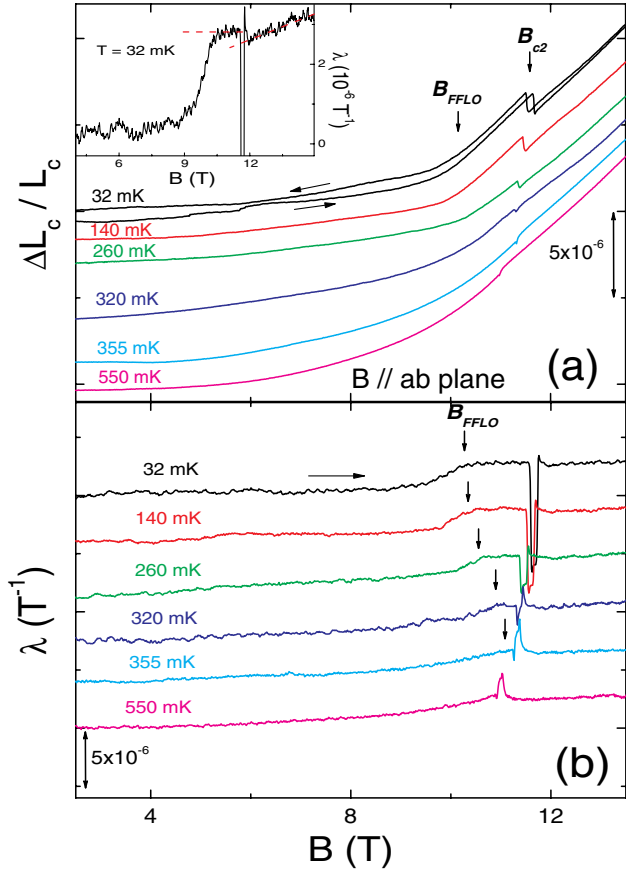 T = 32 mK
λ (10⁻⁶T⁻¹)
2
0
6
9
12
B (T)
B_c2
B_FFLO
ΔL_c / L_c
32 mK
140 mK
260 mK
320 mK
355 mK
550 mK
5x10⁻⁶
B // ab plane
(a)
B_FFLO
32 mK
140 mK
260 mK
320 mK
355 mK
550 mK
λ (T⁻¹)
5x10⁻⁶
(b)
4
8
12
B (T)